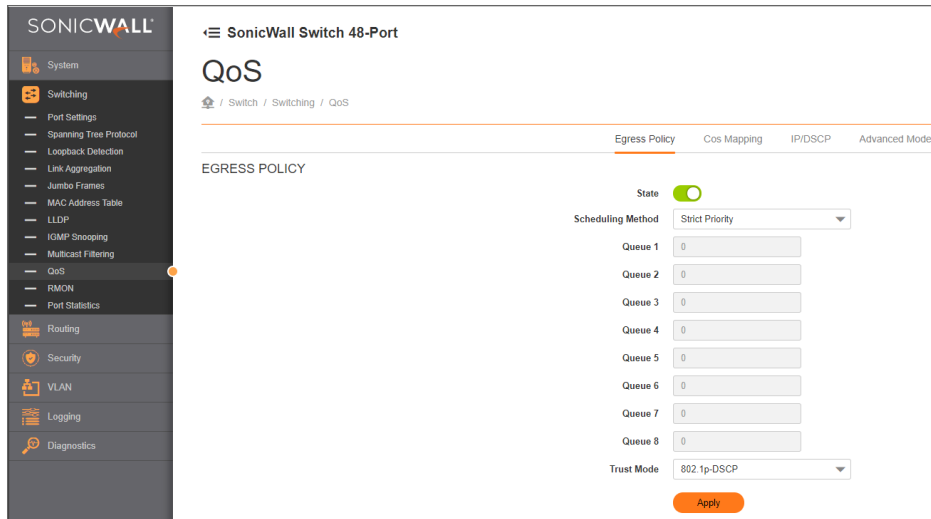 SONICWALL
SonicWall Switch 48-Port
QoS
/ Switch / Switching / QoS
System
Switching
Port Settings
Spanning Tree Protocol
Loopback Detection
Link Aggregation
Jumbo Frames
MAC Address Table
LLDP
IGMP Snooping
Multicast Filtering
QoS
RMON
Port Statistics
Routing
Security
VLAN
Logging
Diagnostics
Egress Policy Cos Mapping IP/DSCP Advanced Mode
EGRESS POLICY
State
Scheduling Method Strict Priority
Queue 1 0
Queue 2 0
Queue 3 0
Queue 4 0
Queue 5 0
Queue 6 0
Queue 7 0
Queue 8 0
Trust Mode 802.1p-DSCP
Apply